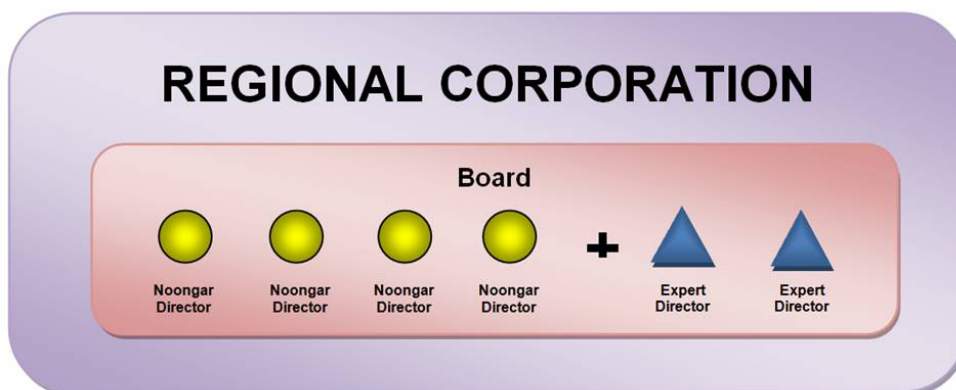 REGIONAL CORPORATION
Board
+
Noongar Director
Noongar Director
Noongar Director
Noongar Director
Expert Director
Expert Director